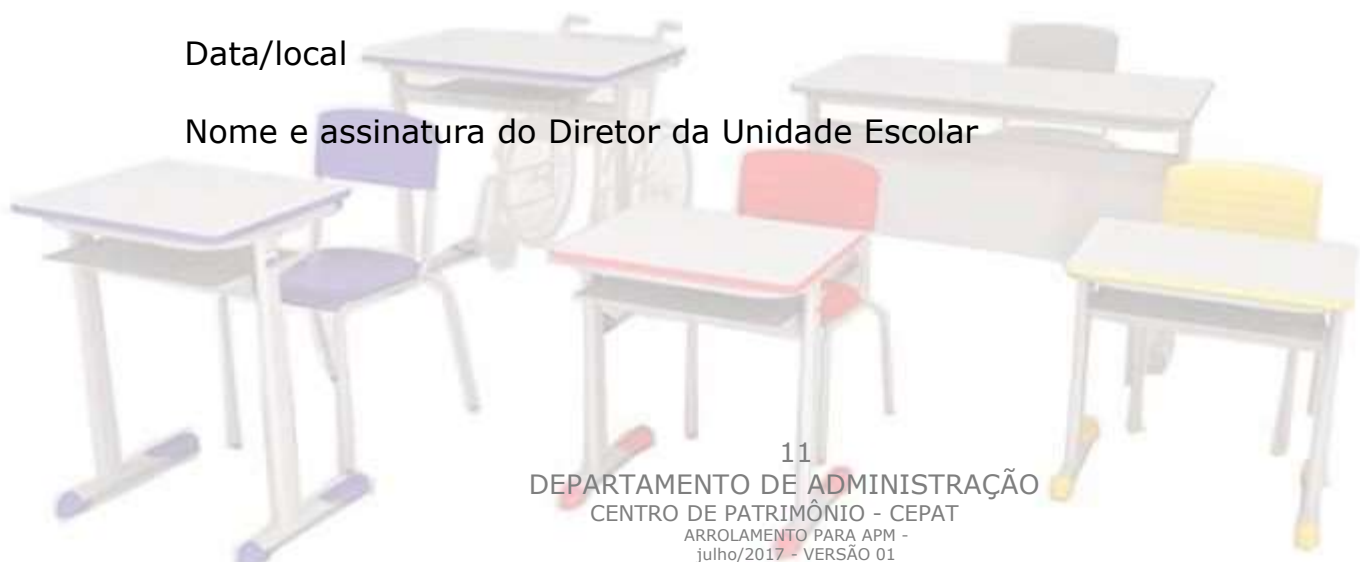 Data/local
Nome e assinatura do Diretor da Unidade Escolar
11
DEPARTAMENTO DE ADMINISTRAÇÃO
CENTRO DE PATRIMÔNIO - CEPAT
ARROLAMENTO PARA APM -
julho/2017 - VERSÃO 01